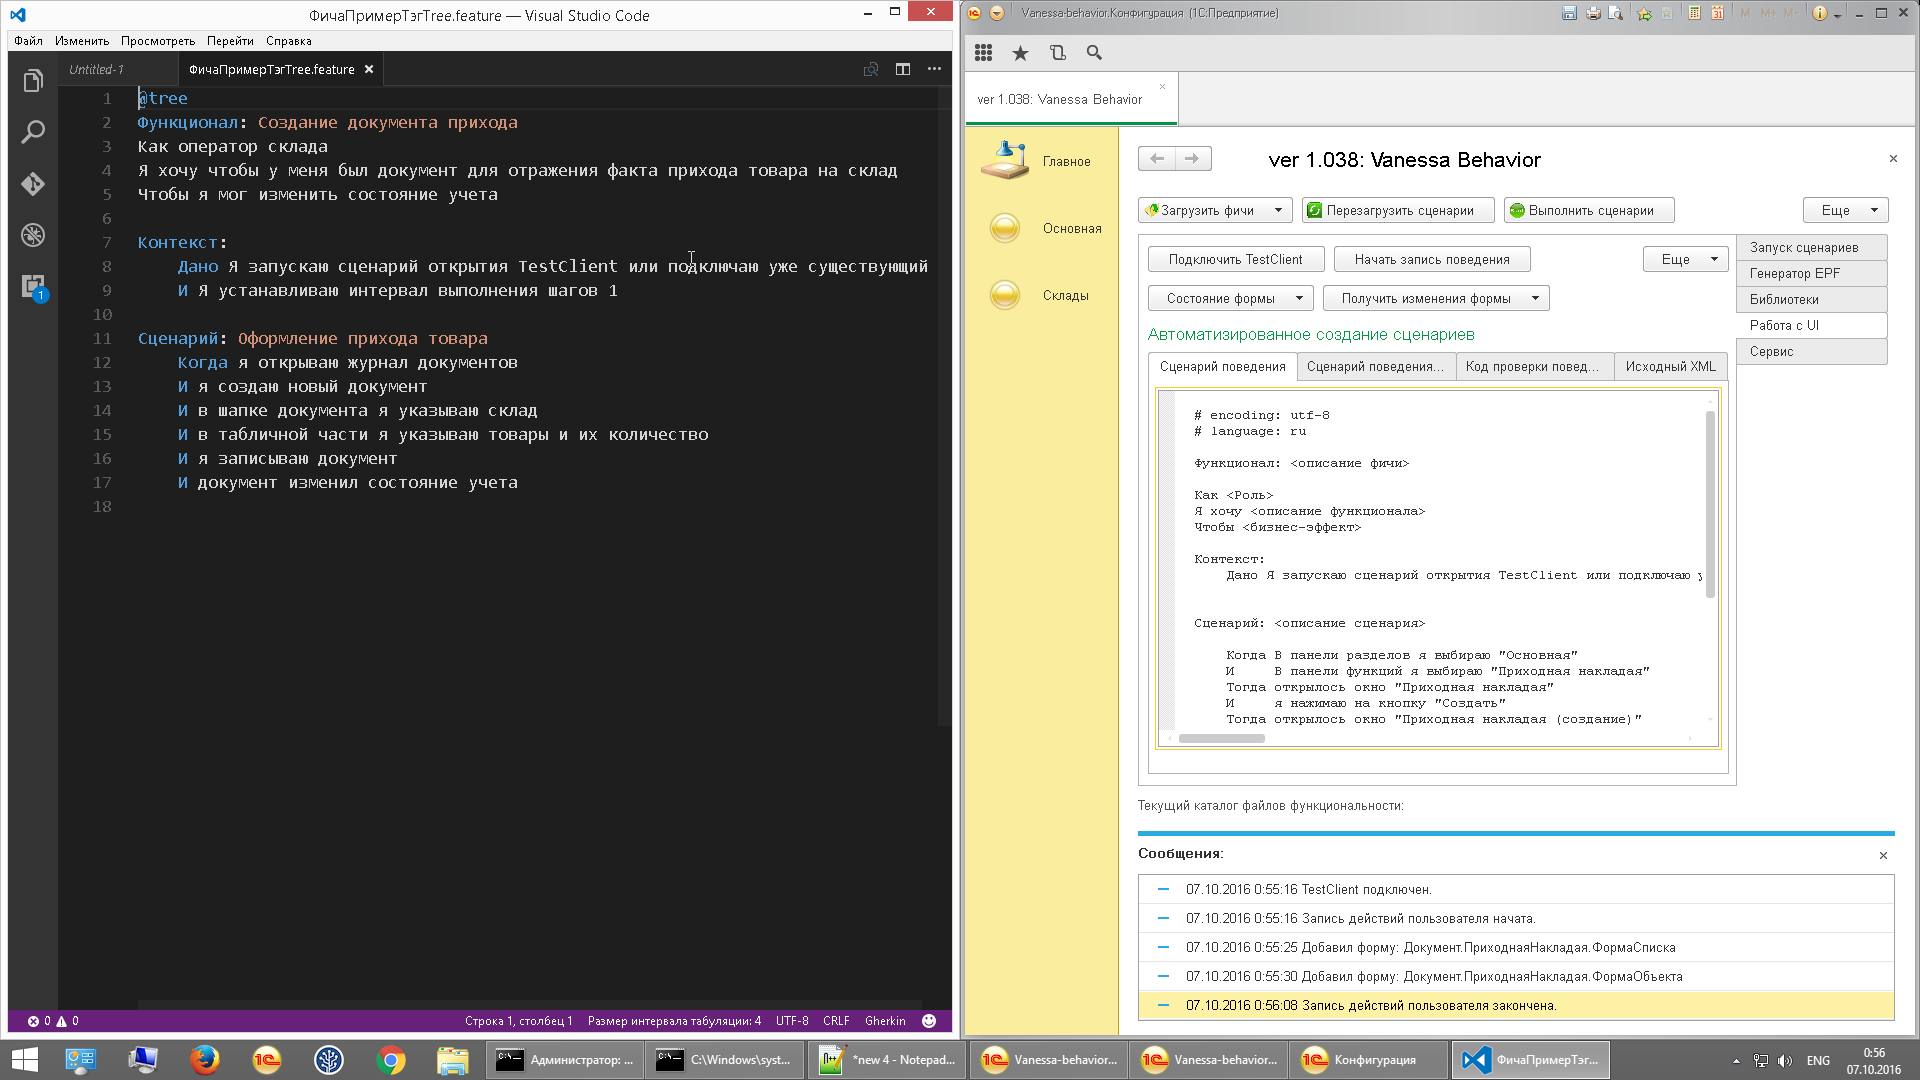 ФичаПримерТэгTree.feature — Visual Studio Code
Файл Изменить Просмотреть Перейти Справка
Untitled-1
ФичаПримерТэгTree.feature
1 @tree
2 Функционал: Создание документа прихода
3 Как оператор склада
4 Я хочу чтобы у меня был документ для отражения факта прихода товара на склад
5 Чтобы я мог изменить состояние учета
6
7 Контекст:
8 Дано Я запускаю сценарий открытия TestClient или подключаю уже существующий
9 И Я устанавливаю интервал выполнения шагов 1
10
11 Сценарий: Оформление прихода товара
12 Когда я открываю журнал документов
13 И я создаю новый документ
14 И в шапке документа я указываю склад
15 И в табличной части я указываю товары и их количество
16 И я записываю документ
17 И документ изменил состояние учета
18
1
0 0
Строка 1, столбец 1 Размер интервала табуляции: 4 UTF-8 CRLF Gherkin
Vanessa-behavior.Конфигурация (1С:Предприятие)
M M+ M-
ver 1.038: Vanessa Behavior
Главное
Основная
Склады
ver 1.038: Vanessa Behavior
Загрузить фичи
Перезагрузить сценарии
Выполнить сценарии
Еще
Подключить TestClient
Начать запись поведения
Еще
Состояние формы
Получить изменения формы
Запуск сценариев
Генератор EPF
Библиотеки
Работа с UI
Сервис
Автоматизированное создание сценариев
Сценарий поведения
Сценарий поведения...
Код проверки повед...
Исходный XML
# encoding: utf-8
# language: ru
Функционал: <описание фичи>
Как <Роль>
Я хочу <описание функционала>
Чтобы <бизнес-эффект>
Контекст:
Дано Я запускаю сценарий открытия TestClient или подключаю у
Сценарий: <описание сценария>
Когда В панели разделов я выбираю "Основная"
И В панели функций я выбираю "Приходная накладая"
Тогда открылось окно "Приходная накладая"
И я нажимаю на кнопку "Создать"
Тогда открылось окно "Приходная накладая (создание)"
Текущий каталог файлов функциональности:
Сообщения:
07.10.2016 0:55:16 TestClient подключен.
07.10.2016 0:55:16 Запись действий пользователя начата.
07.10.2016 0:55:25 Добавил форму: Документ.ПриходнаяНакладая.ФормаСписка
07.10.2016 0:55:30 Добавил форму: Документ.ПриходнаяНакладая.ФормаОбъекта
07.10.2016 0:56:08 Запись действий пользователя закончена.
Администратор: ...
C:\Windows\syst...
*new 4 - Notepad...
Vanessa-behavior...
Vanessa-behavior...
Конфигурация
ФичаПримерТэг...
ENG
0:56
07.10.2016